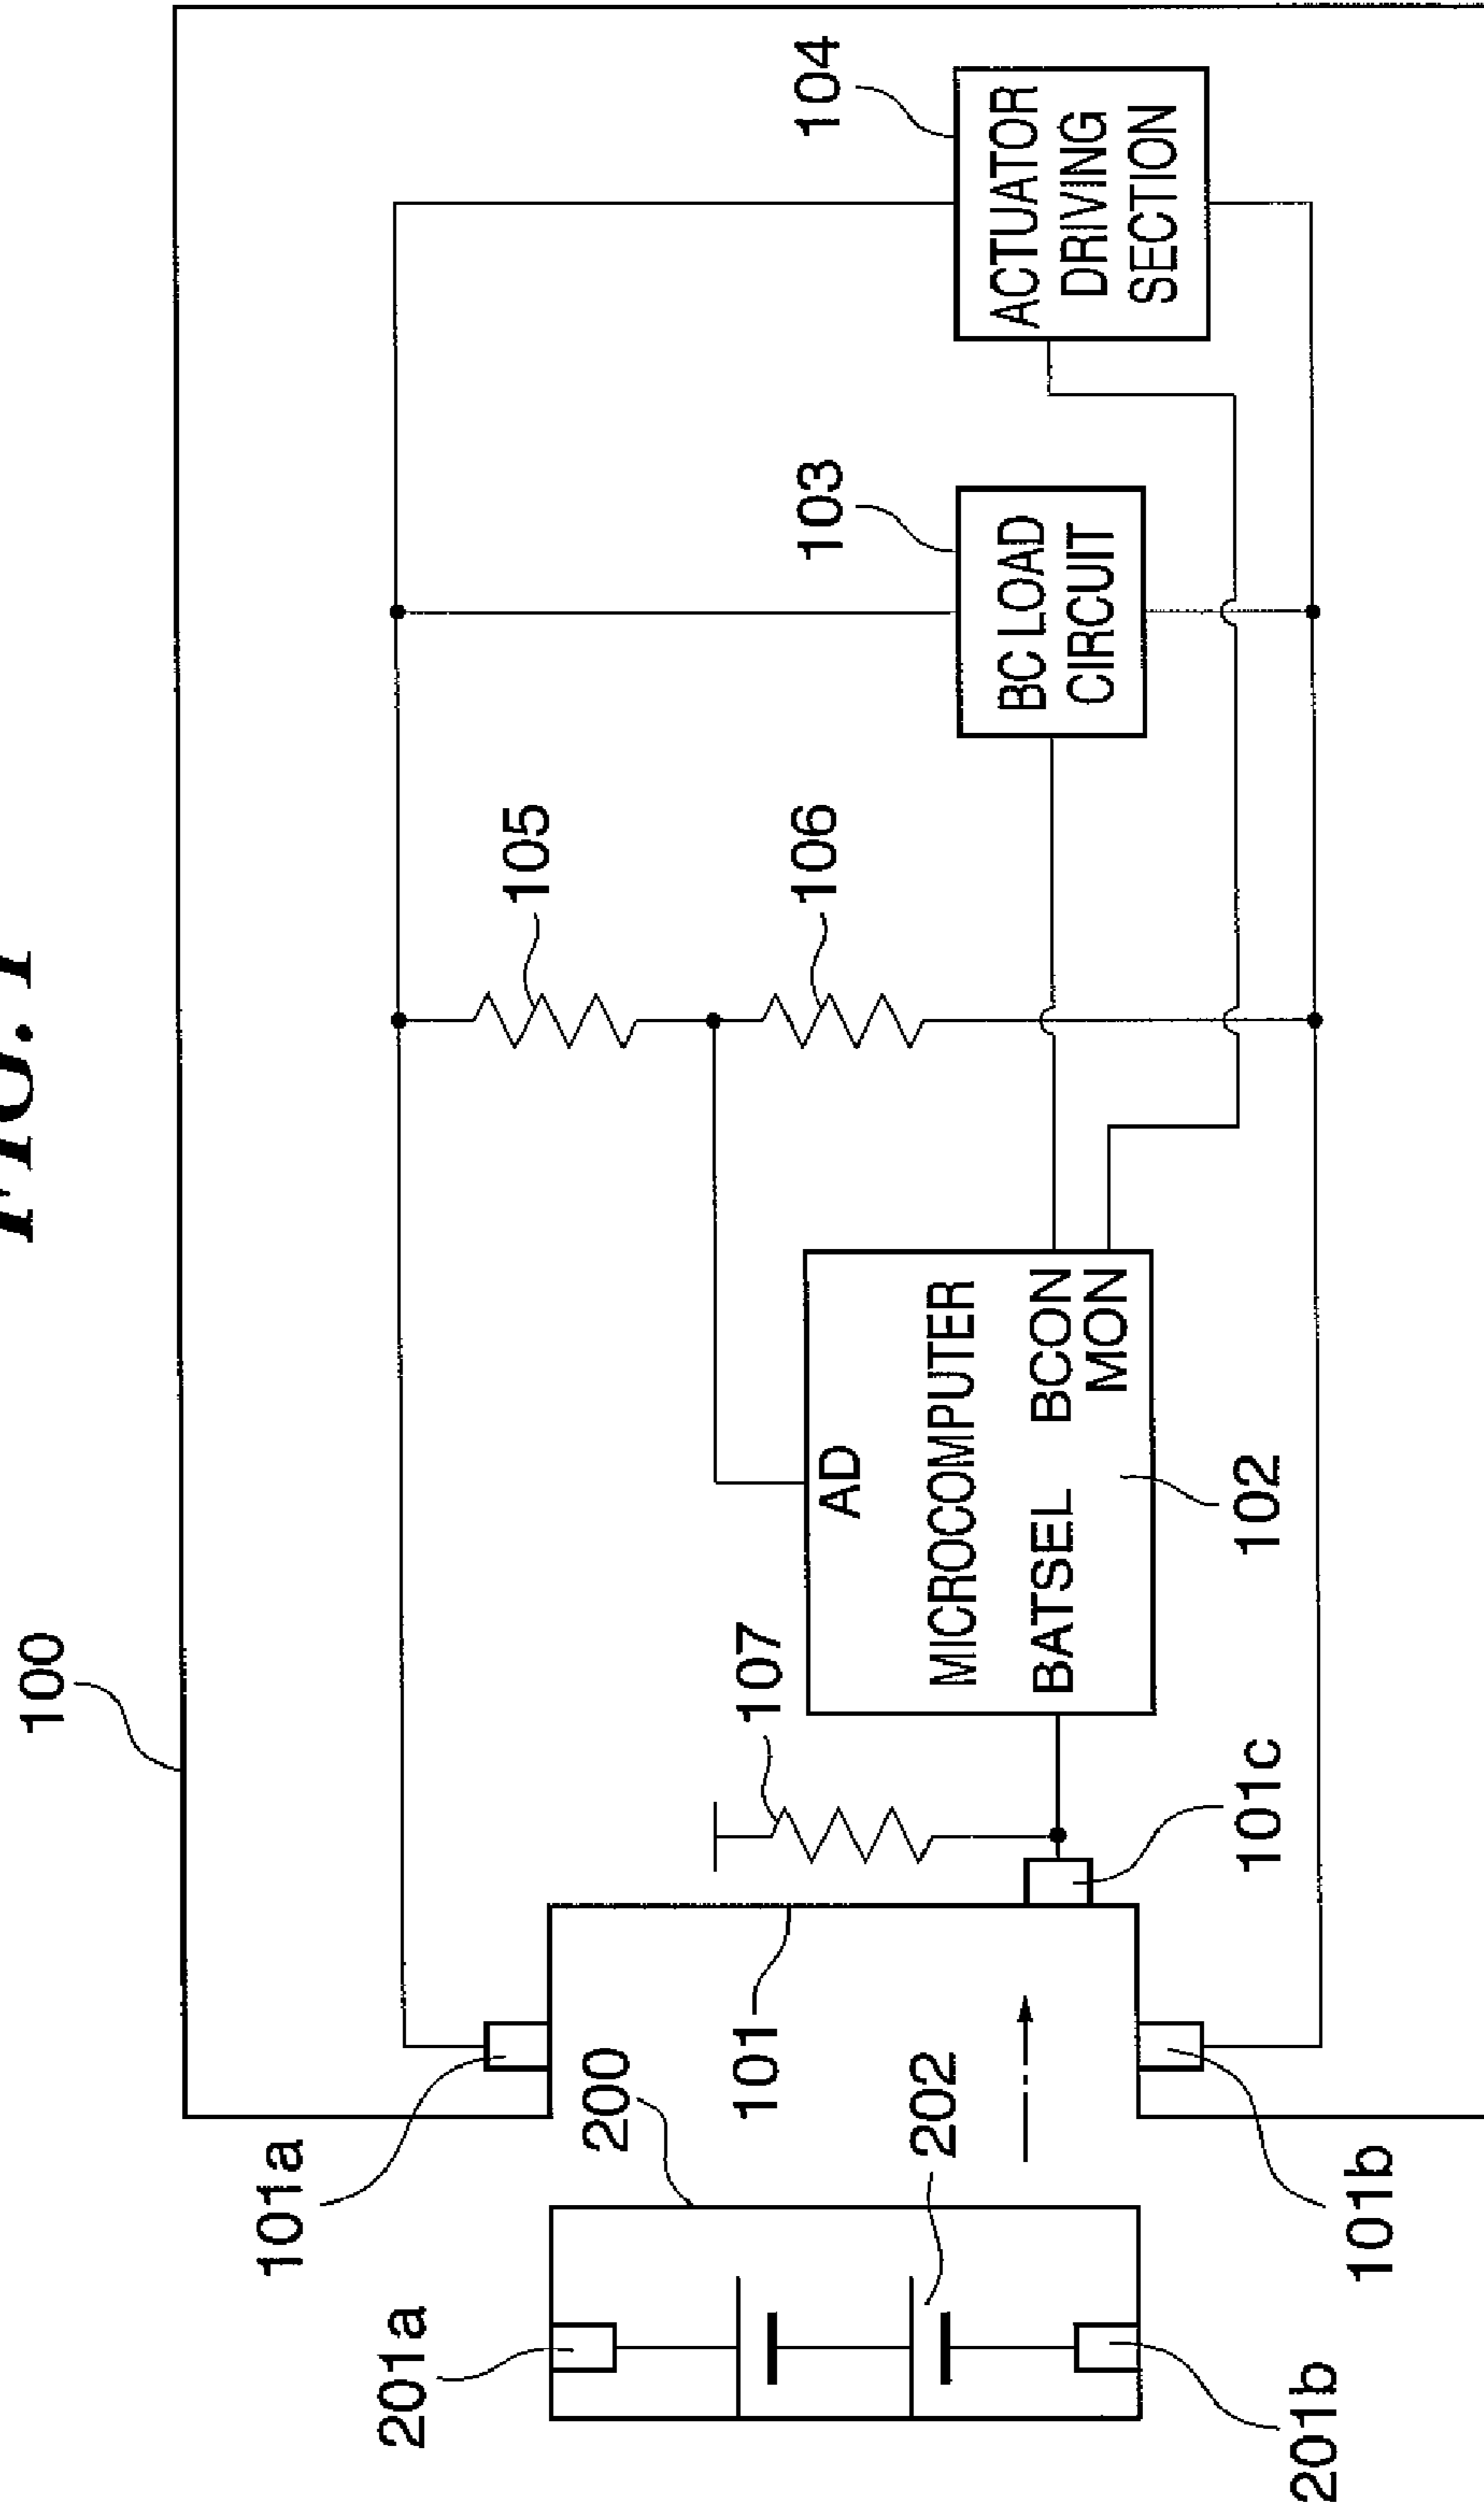 FIG. 1
100
101a
201a
105
104
103
106
107
200
101
202
AD
MICROCOMPUTER
BATSEL BCON
MON
BC LOAD
CIRCUIT
ACTUATOR
DRIVING
SECTION
102
101c
101b
201b